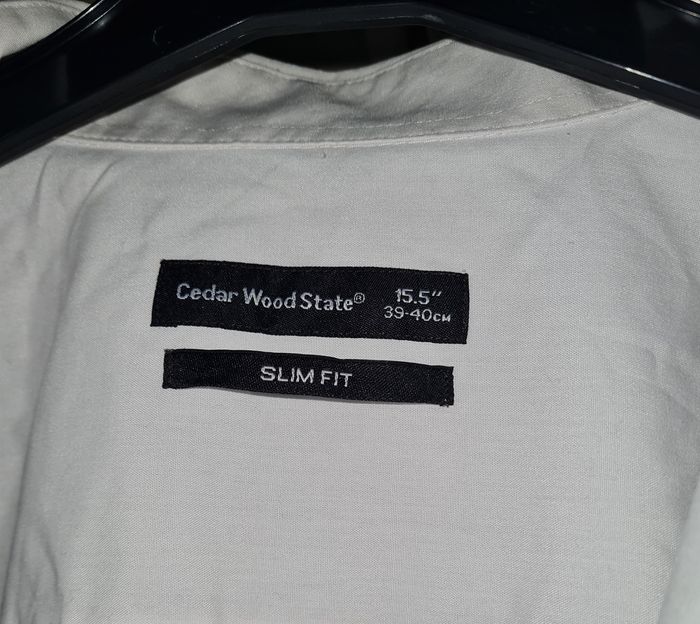 Cedar Wood State® 15.5"
39-40CM
SLIM FIT